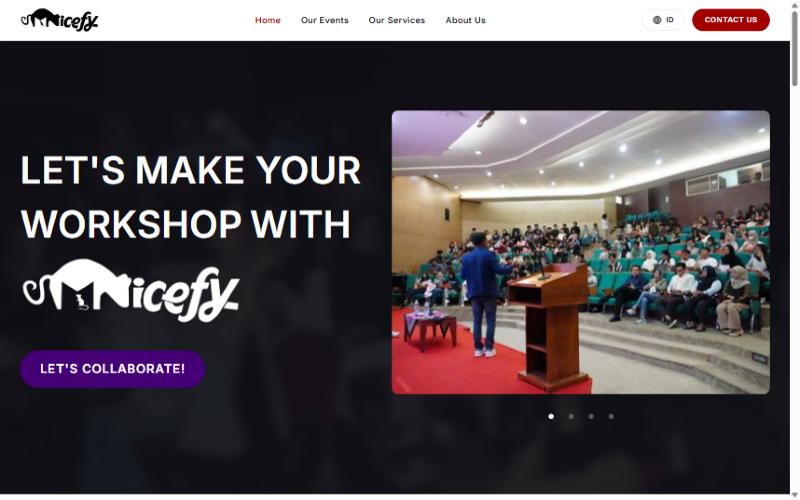 Micefy
Home
Our Events
Our Services
About Us
ID
CONTACT US
LET'S MAKE YOUR
WORKSHOP WITH
Micefy
LET'S COLLABORATE!